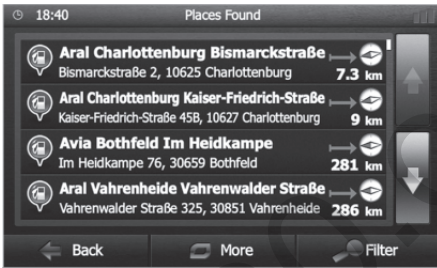 18:40 Places Found
Aral Charlottenburg Bismarckstraße
Bismarckstraße 2, 10625 Charlottenburg 7.3 km
Aral Charlottenburg Kaiser-Friedrich-Straße
Kaiser-Friedrich-Straße 45B, 10627 Charlottenburg 9 km
Avia Bothfeld Im Heidkampe
Im Heidkampe 76, 30659 Bothfeld 281 km
Aral Vahrenheide Vahrenwalder Straße
Vahrenwalder Straße 325, 30851 Vahrenheide 286 km
Back More Filter